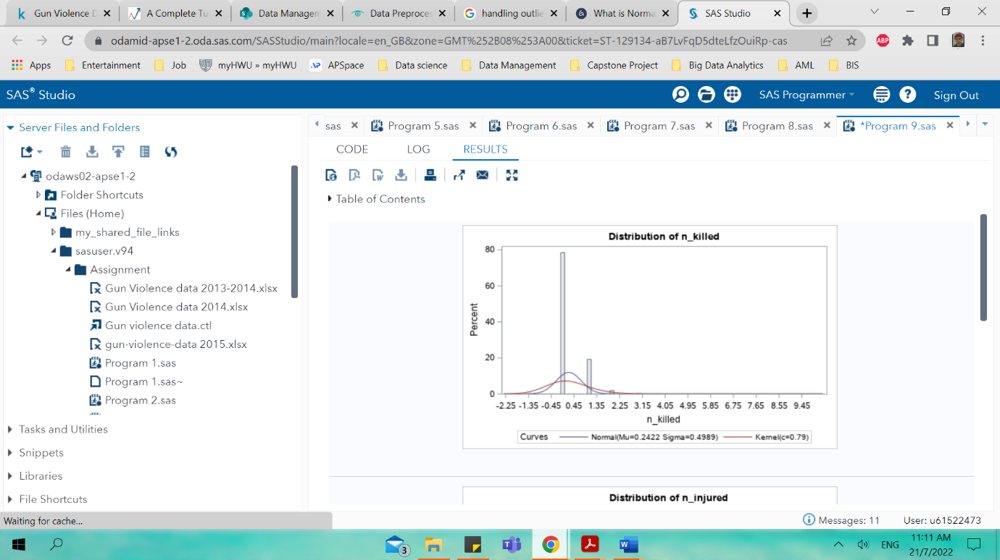 Gun Violence D
A Complete Tu
Data Managem
Data Preproces
handling outlie
What is Norma
SAS Studio
odamid-apse1-2.oda.sas.com/SASStudio/main?locale=en_GB&zone=GMT%252B08%253A00&ticket=ST-129134-aB7LvFqD5dteLfzOuiRp-cas
ABP
Apps Entertainment Job myHWU » myHWU APSpace Data science Data Management Capstone Project Big Data Analytics AML BIS
SAS® Studio
SAS Programmer
Sign Out
Server Files and Folders
odaws02-apse1-2
Folder Shortcuts
Files (Home)
my_shared_file_links
sasuser.v94
Assignment
Gun Violence data 2013-2014.xlsx
Gun Violence data 2014.xlsx
Gun violence data.ctl
gun-violence-data 2015.xlsx
Program 1.sas
Program 1.sas~
Program 2.sas
Tasks and Utilities
Snippets
Libraries
File Shortcuts
sas Program 5.sas Program 6.sas Program 7.sas Program 8.sas *Program 9.sas
CODE LOG RESULTS
Table of Contents
Distribution of n_killed
80
60
40
20
0
Percent
-2.25 -1.35 -0.45 0.45 1.35 2.25 3.15 4.05 4.95 5.85 6.75 7.65 8.55 9.45
n_killed
Curves Normal(Mu=0.2422 Sigma=0.4989) Kernel(c=0.79)
Distribution of n_injured
Waiting for cache...
Messages: 11 User: u61522473
3
ENG
11:11 AM
21/7/2022